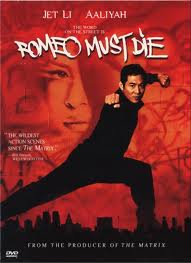 JET LI AALIYAH
THE WORD
ON THE STREET IS
ROMEO MUST DIE
"THE WILDEST
ACTION SCENES
SINCE THE MATRIX."
FROM THE PRODUCER OF THE MATRIX
DVD